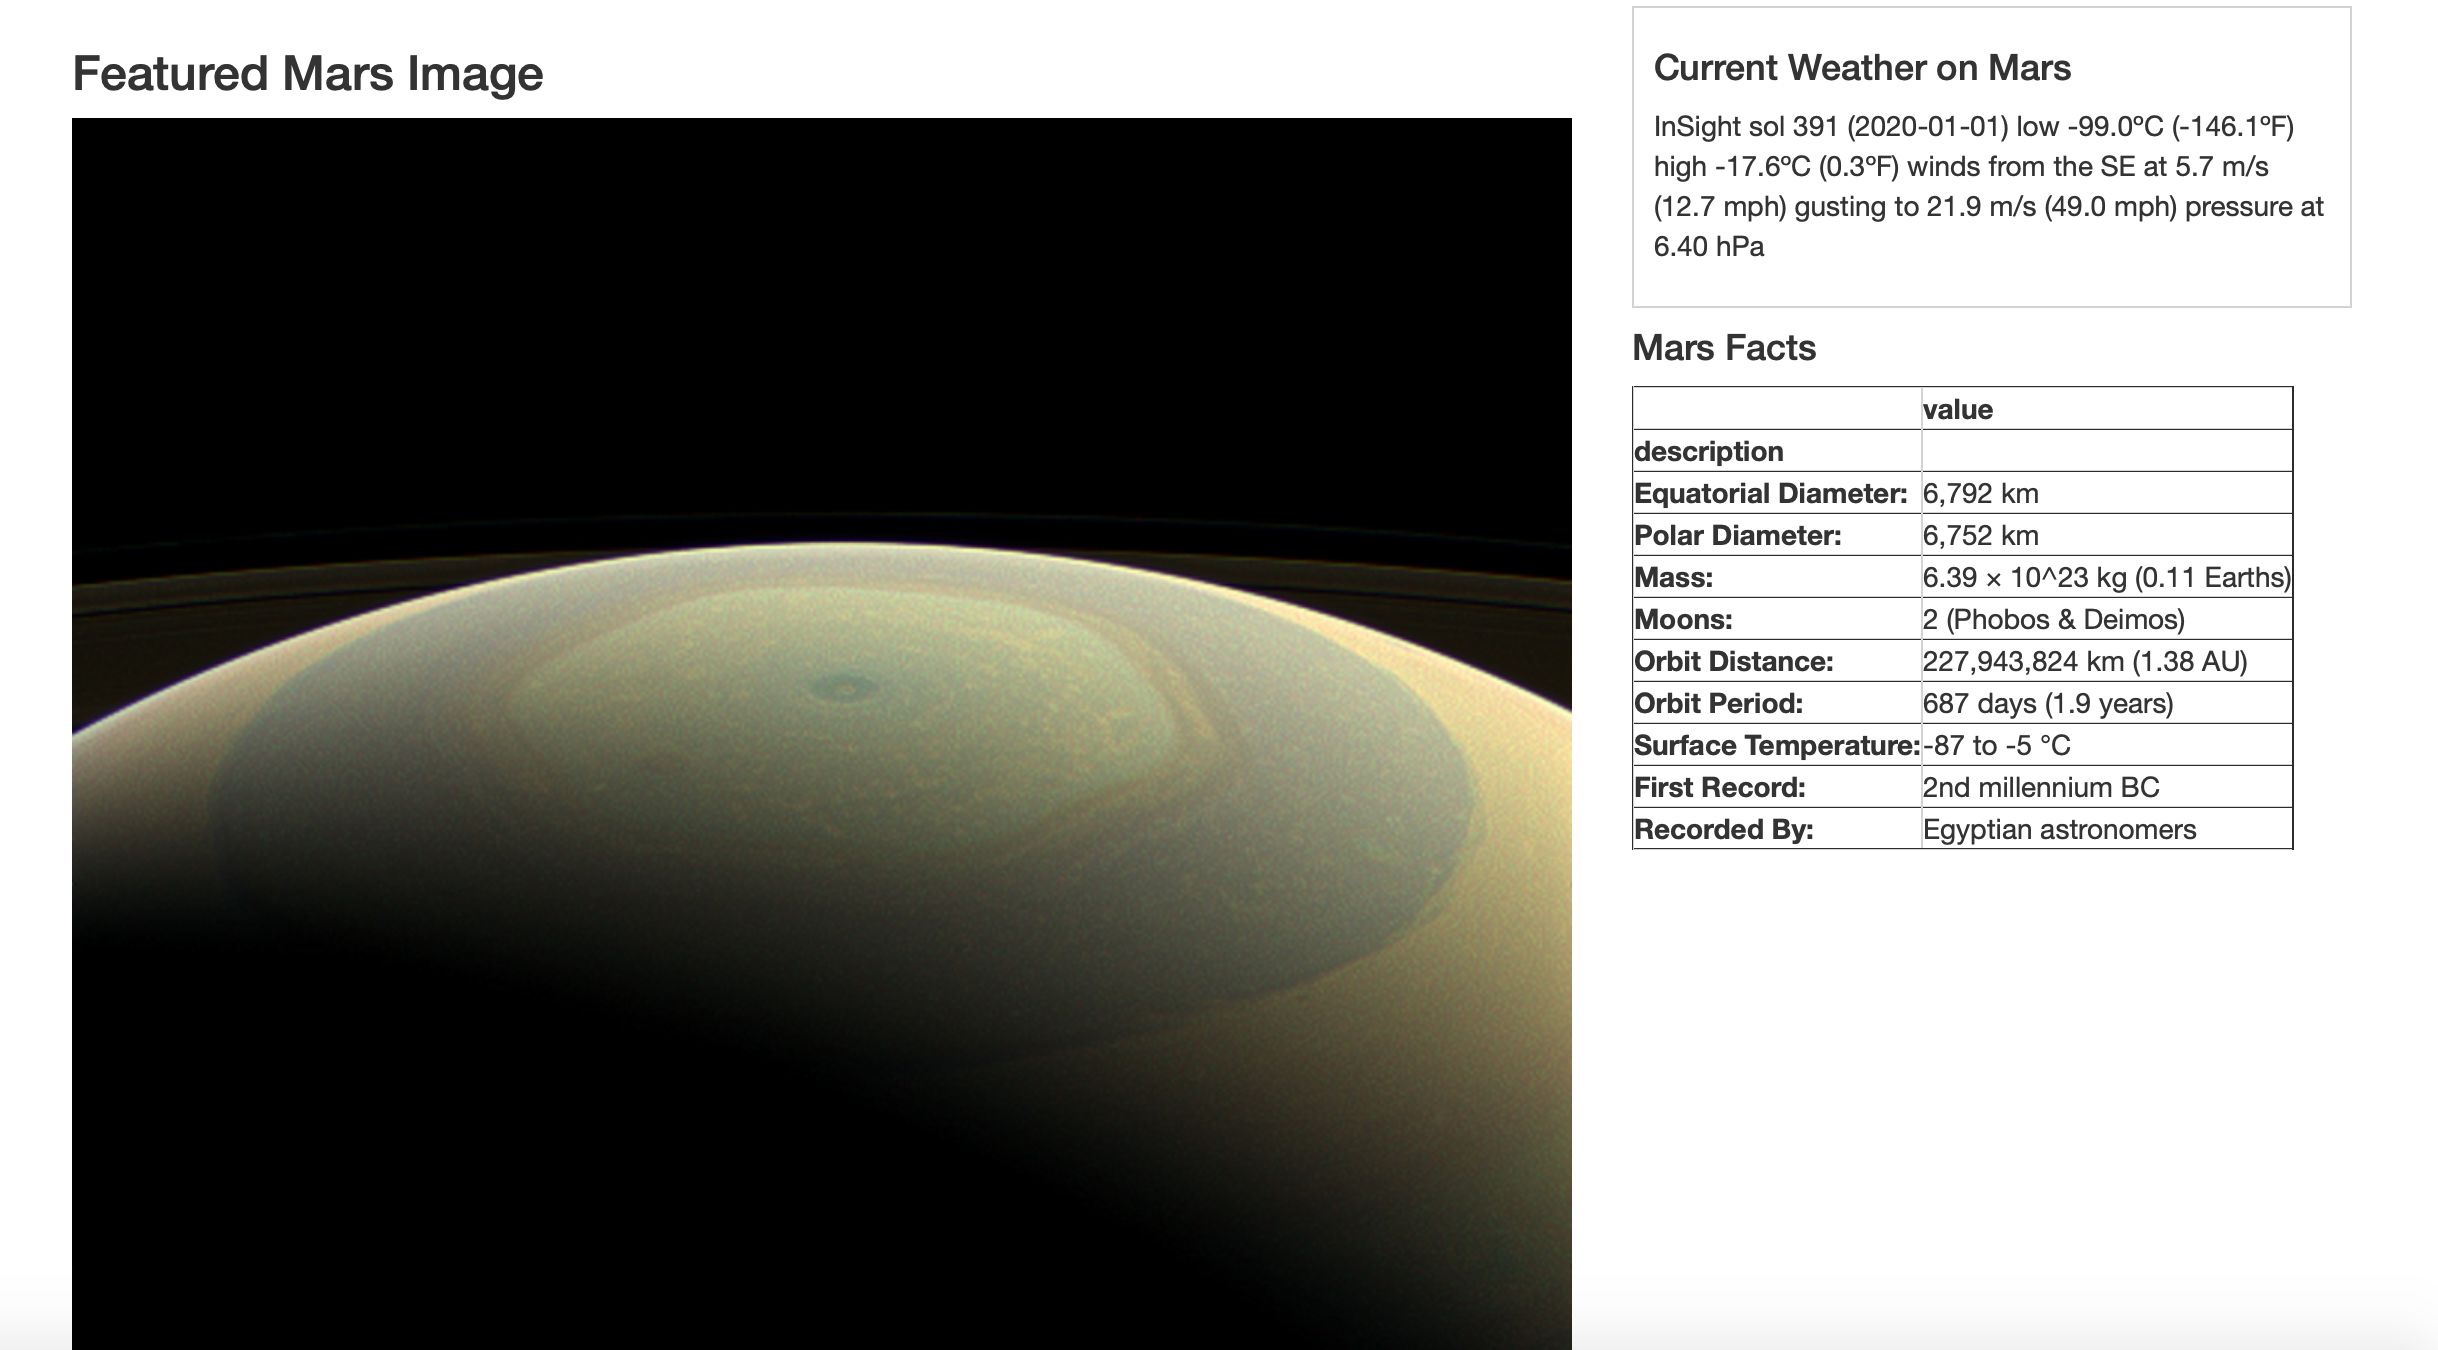 Featured Mars Image
Current Weather on Mars
InSight sol 391 (2020-01-01) low -99.0ºC (-146.1ºF)
high -17.6ºC (0.3ºF) winds from the SE at 5.7 m/s
(12.7 mph) gusting to 21.9 m/s (49.0 mph) pressure at
6.40 hPa
Mars Facts
value
description
Equatorial Diameter: 6,792 km
Polar Diameter: 6,752 km
Mass: 6.39 × 10^23 kg (0.11 Earths)
Moons: 2 (Phobos & Deimos)
Orbit Distance: 227,943,824 km (1.38 AU)
Orbit Period: 687 days (1.9 years)
Surface Temperature: -87 to -5 °C
First Record: 2nd millennium BC
Recorded By: Egyptian astronomers